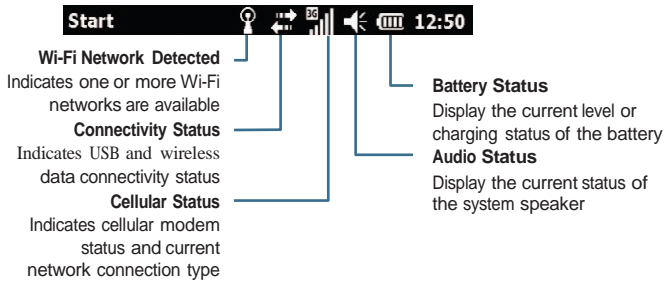 Start 3G 12:50
Wi-Fi Network Detected
Indicates one or more Wi-Fi
networks are available
Connectivity Status
Indicates USB and wireless
data connectivity status
Cellular Status
Indicates cellular modem
status and current
network connection type
Battery Status
Display the current level or
charging status of the battery
Audio Status
Display the current status of
the system speaker